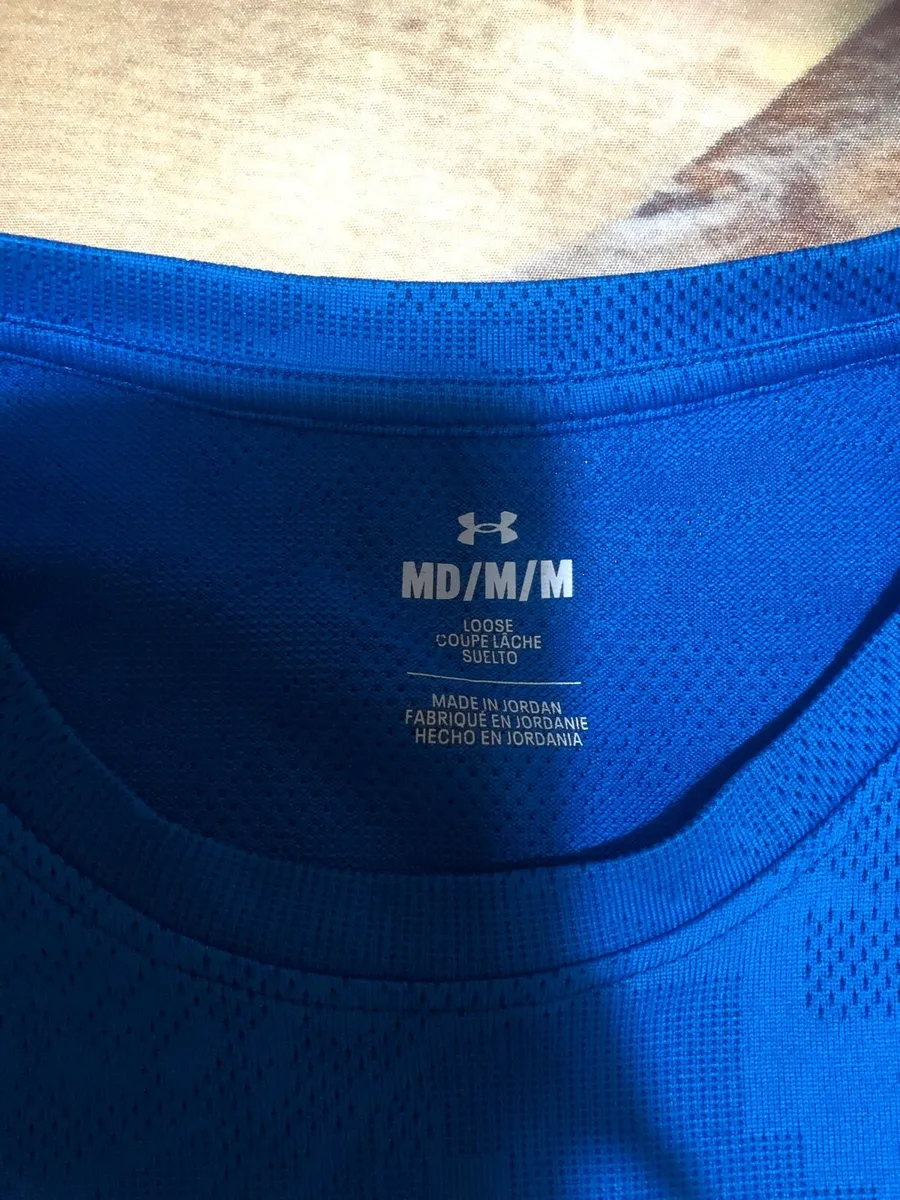 MD/M/M
LOOSE
COUPE LÂCHE
SUELTO
MADE IN JORDAN
FABRIQUÉ EN JORDANIE
HECHO EN JORDANIA